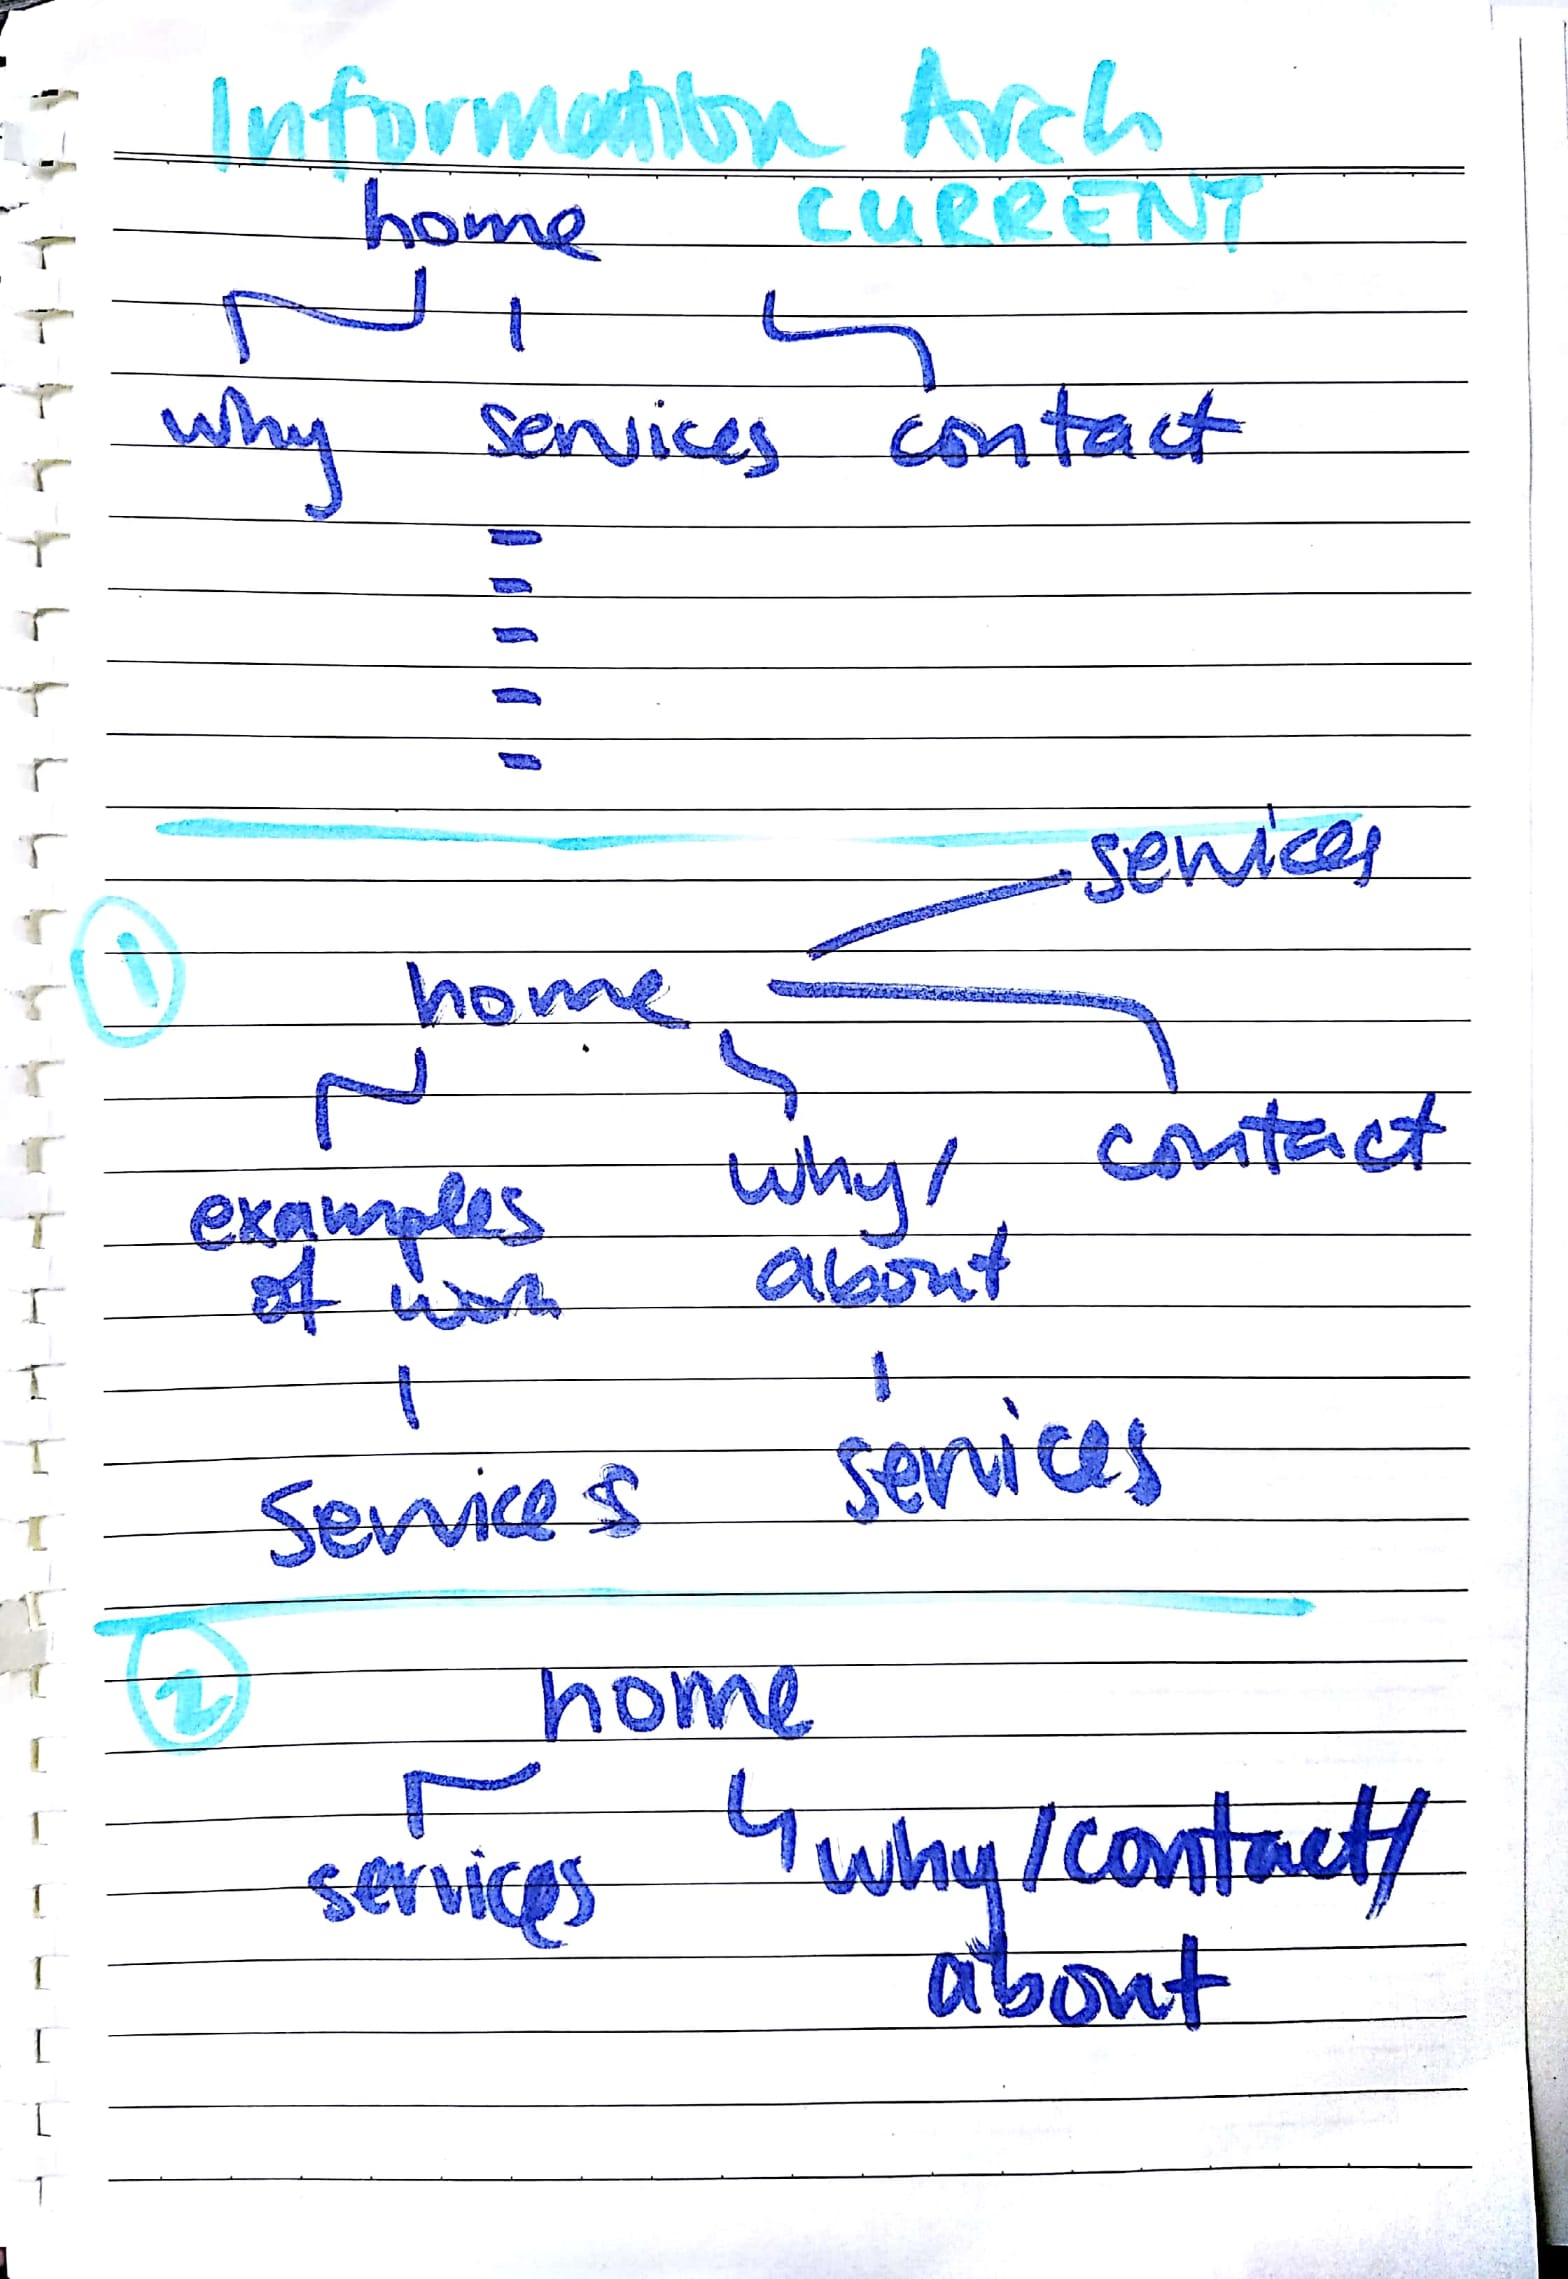 Information Arch
home CURRENT
why services contact
-
-
-
-
-
services
1
home
contact
why/
examples
about
of work
services
services
2
home
why/contact/
services
about